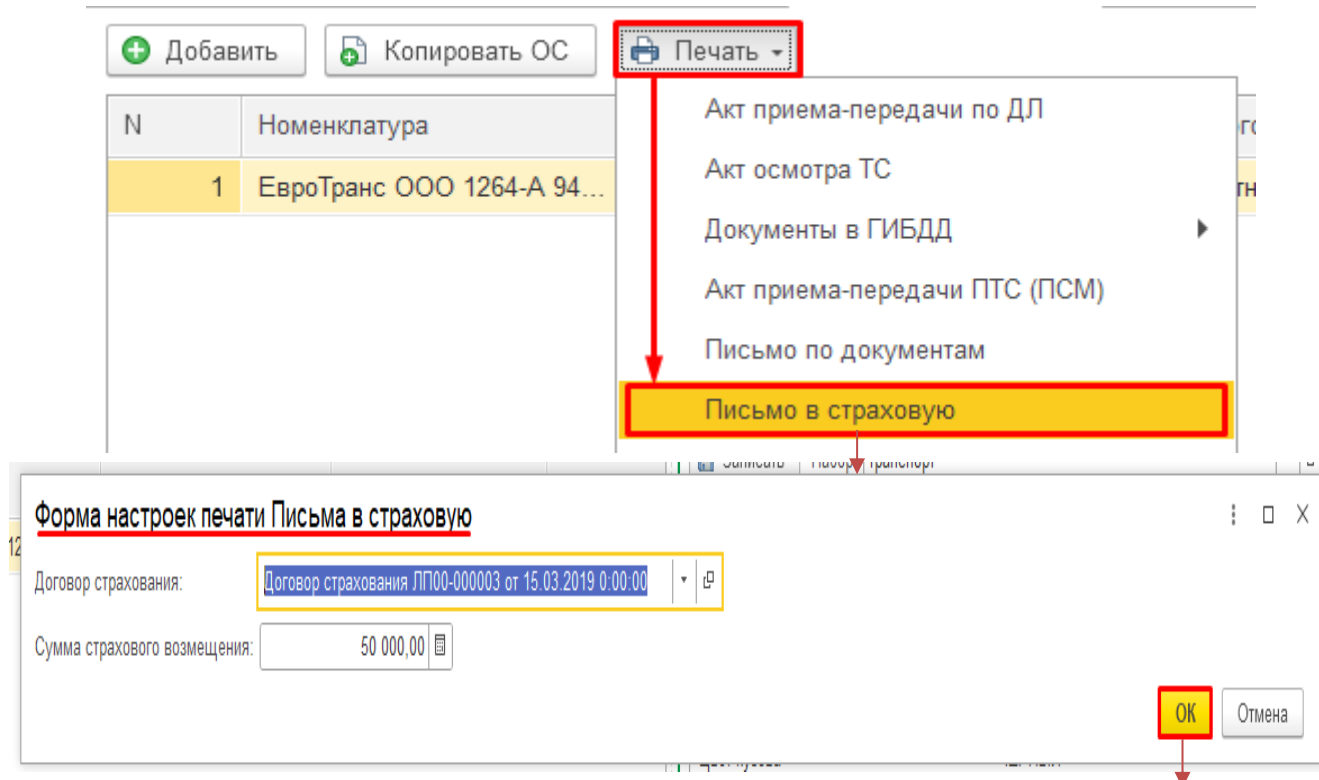 Добавить
Копировать ОС
Печать
N
Номенклатура
1
ЕвроТранс ООО 1264-А 94...
Акт приема-передачи по ДЛ
Акт осмотра ТС
Документы в ГИБДД
Акт приема-передачи ПТС (ПСМ)
Письмо по документам
Письмо в страховую
Форма настроек печати Письма в страховую
12
Договор страхования:
Договор страхования ЛП00-000003 от 15.03.2019 0:00:00
Сумма страхового возмещения:
50 000,00
ОК
Отмена